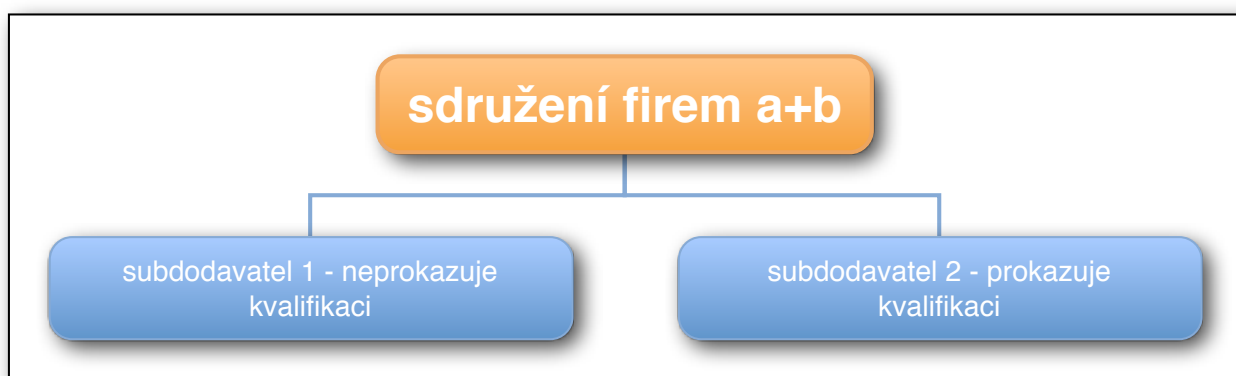 sdružení firem a+b
subdodavatel 1 - neprokazuje
kvalifikaci
subdodavatel 2 - prokazuje
kvalifikaci